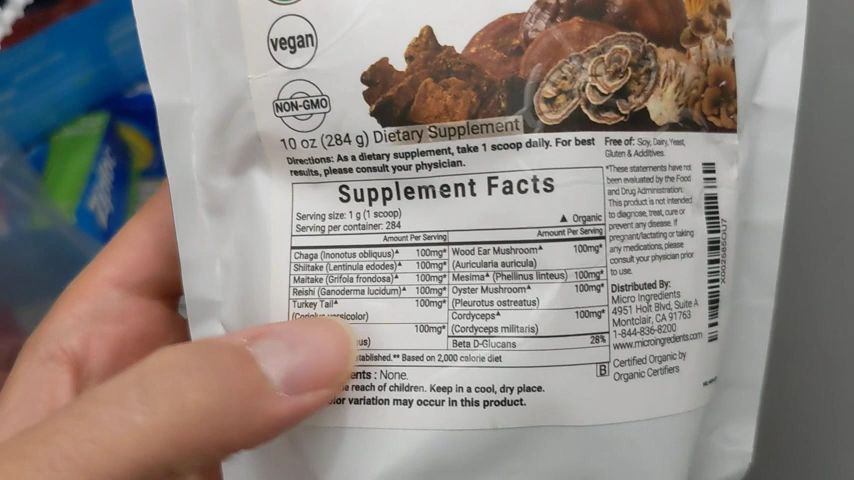 vegan
NON-GMO
10 oz (284 g) Dietary Supplement
Directions: As a dietary supplement, take 1 scoop daily. For best
results, please consult your physician.
Supplement Facts
Serving size: 1 g (1 scoop)
Serving per container: 284
▲ Organic
Amount Per Serving
Amount Per Serving
Chaga (Inonotus obliquus)▲ 100mg*
Shiitake (Lentinula edodes)▲ 100mg*
Maitake (Grifola frondosa)▲ 100mg*
Reishi (Ganoderma lucidum)▲ 100mg*
Turkey Tail▲ 100mg*
100mg*
Wood Ear Mushroom▲ 100mg*
(Auricularia auricula)
Mesima▲ (Phellinus linteus) 100mg*
Oyster Mushroom▲ 100mg*
(Pleurotus ostreatus)
Cordyceps▲ 100mg*
(Cordyceps militaris)
Beta D-Glucans 28%
** Based on 2,000 calorie diet
: None.
reach of children. Keep in a cool, dry place.
variation may occur in this product.
Free of: Soy, Dairy, Yeast,
Gluten & Additives.
*These statements have not
been evaluated by the Food
and Drug Administration.
This product is not intended
to diagnose, treat, cure or
prevent any disease. If
pregnant/lactating or taking
any medications, please
consult your physician prior
to use.
Distributed By:
Micro Ingredients
4951 Holt Blvd, Suite A
Montclair, CA 91763
1-844-836-8200
www.microingredients.com
B
Certified Organic by
Organic Certifiers